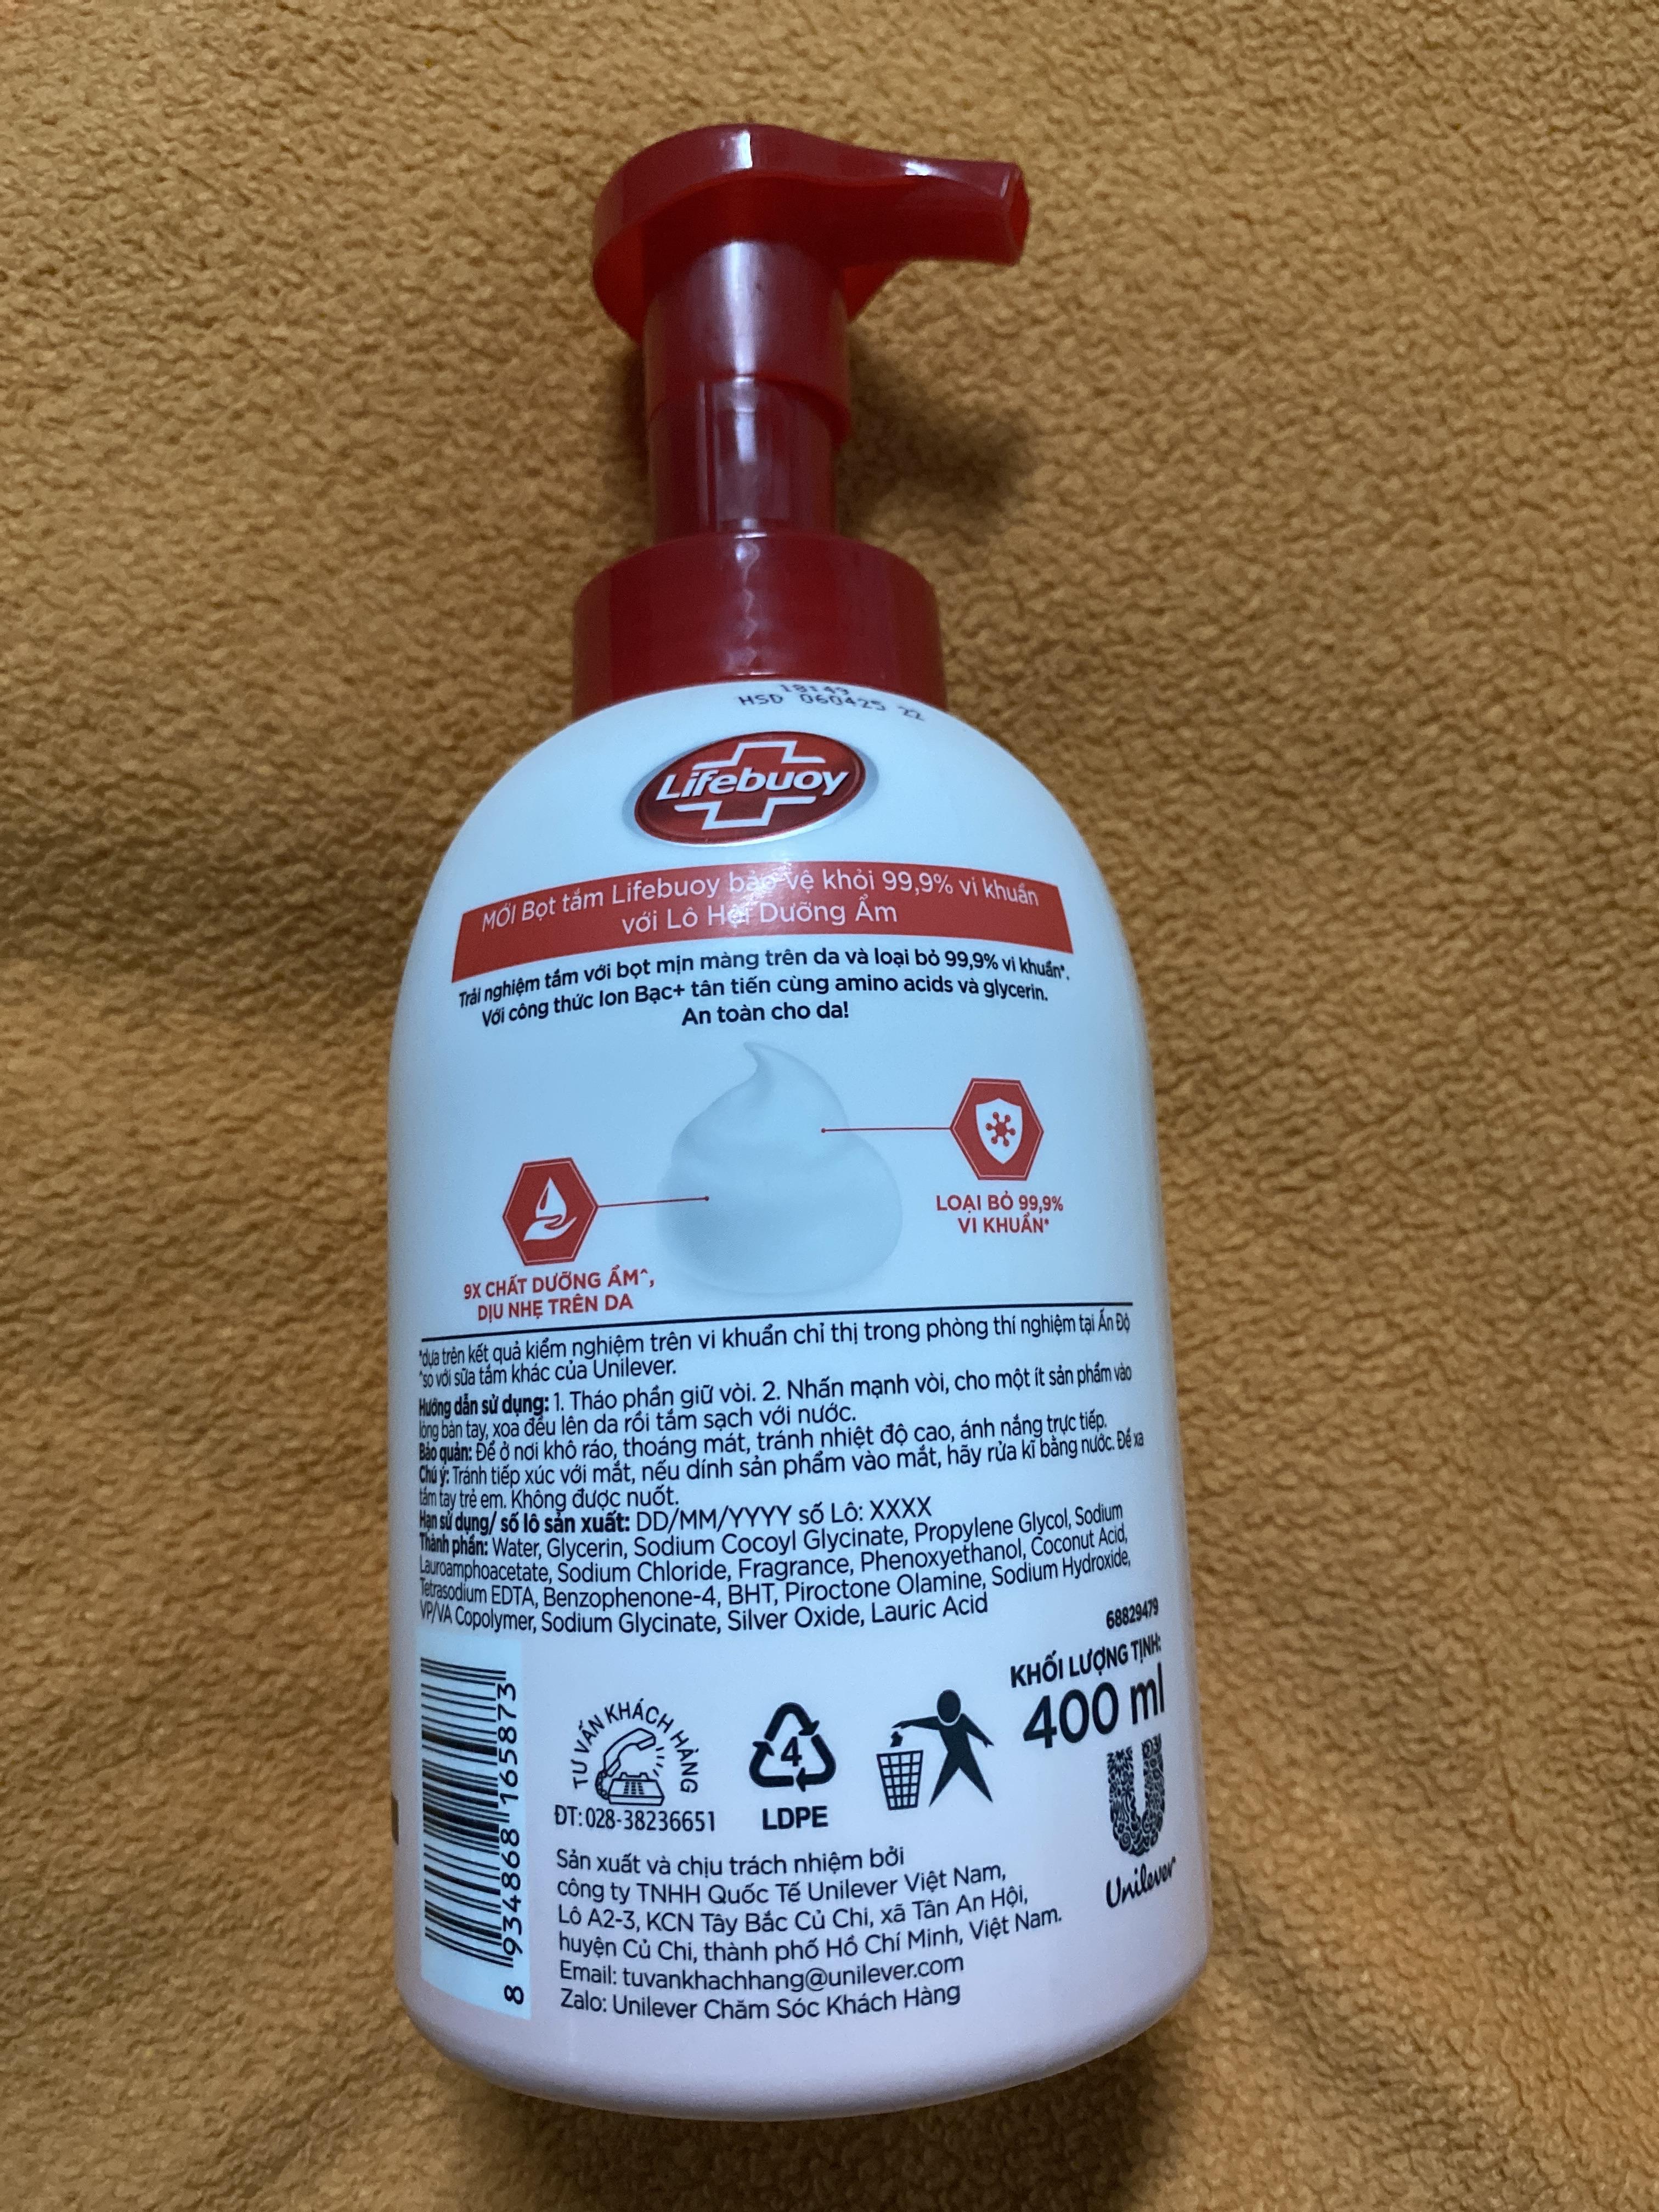 18:49
HSD 060425 22
Lifebuoy
MỚI Bọt tắm Lifebuoy bảo vệ khỏi 99,9% vi khuẩn
với Lô Hội Dưỡng Ẩm
Trải nghiệm tắm với bọt mịn màng trên da và loại bỏ 99,9% vi khuẩn*.
Với công thức Ion Bạc+ tân tiến cùng amino acids và glycerin.
An toàn cho da!
LOẠI BỎ 99,9%
VI KHUẨN*
9X CHẤT DƯỠNG ẨM^,
DỊU NHẸ TRÊN DA
*dựa trên kết quả kiểm nghiệm trên vi khuẩn chỉ thị trong phòng thí nghiệm tại Ấn Độ
^so với sữa tắm khác của Unilever.
Hướng dẫn sử dụng: 1. Tháo phần giữ vòi. 2. Nhấn mạnh vòi, cho một ít sản phẩm vào
lòng bàn tay, xoa đều lên da rồi tắm sạch với nước.
Bảo quản: Để ở nơi khô ráo, thoáng mát, tránh nhiệt độ cao, ánh nắng trực tiếp.
Chú ý: Tránh tiếp xúc với mắt, nếu dính sản phẩm vào mắt, hãy rửa kĩ bằng nước. Để xa
tầm tay trẻ em. Không được nuốt.
Hạn sử dụng/ số lô sản xuất: DD/MM/YYYY số Lô: XXXX
Thành phần: Water, Glycerin, Sodium Cocoyl Glycinate, Propylene Glycol, Sodium
Lauroamphoacetate, Sodium Chloride, Fragrance, Phenoxyethanol, Coconut Acid,
Tetrasodium EDTA, Benzophenone-4, BHT, Piroctone Olamine, Sodium Hydroxide,
VP/VA Copolymer, Sodium Glycinate, Silver Oxide, Lauric Acid
68829479
KHỐI LƯỢNG TỊNH:
400 ml
Unilever
8 934868 165873
TƯ VẤN KHÁCH HÀNG
ĐT: 028-38236651
4
LDPE
Sản xuất và chịu trách nhiệm bởi
công ty TNHH Quốc Tế Unilever Việt Nam,
Lô A2-3, KCN Tây Bắc Củ Chi, xã Tân An Hội,
huyện Củ Chi, thành phố Hồ Chí Minh, Việt Nam.
Email: tuvankhachhang@unilever.com
Zalo: Unilever Chăm Sóc Khách Hàng